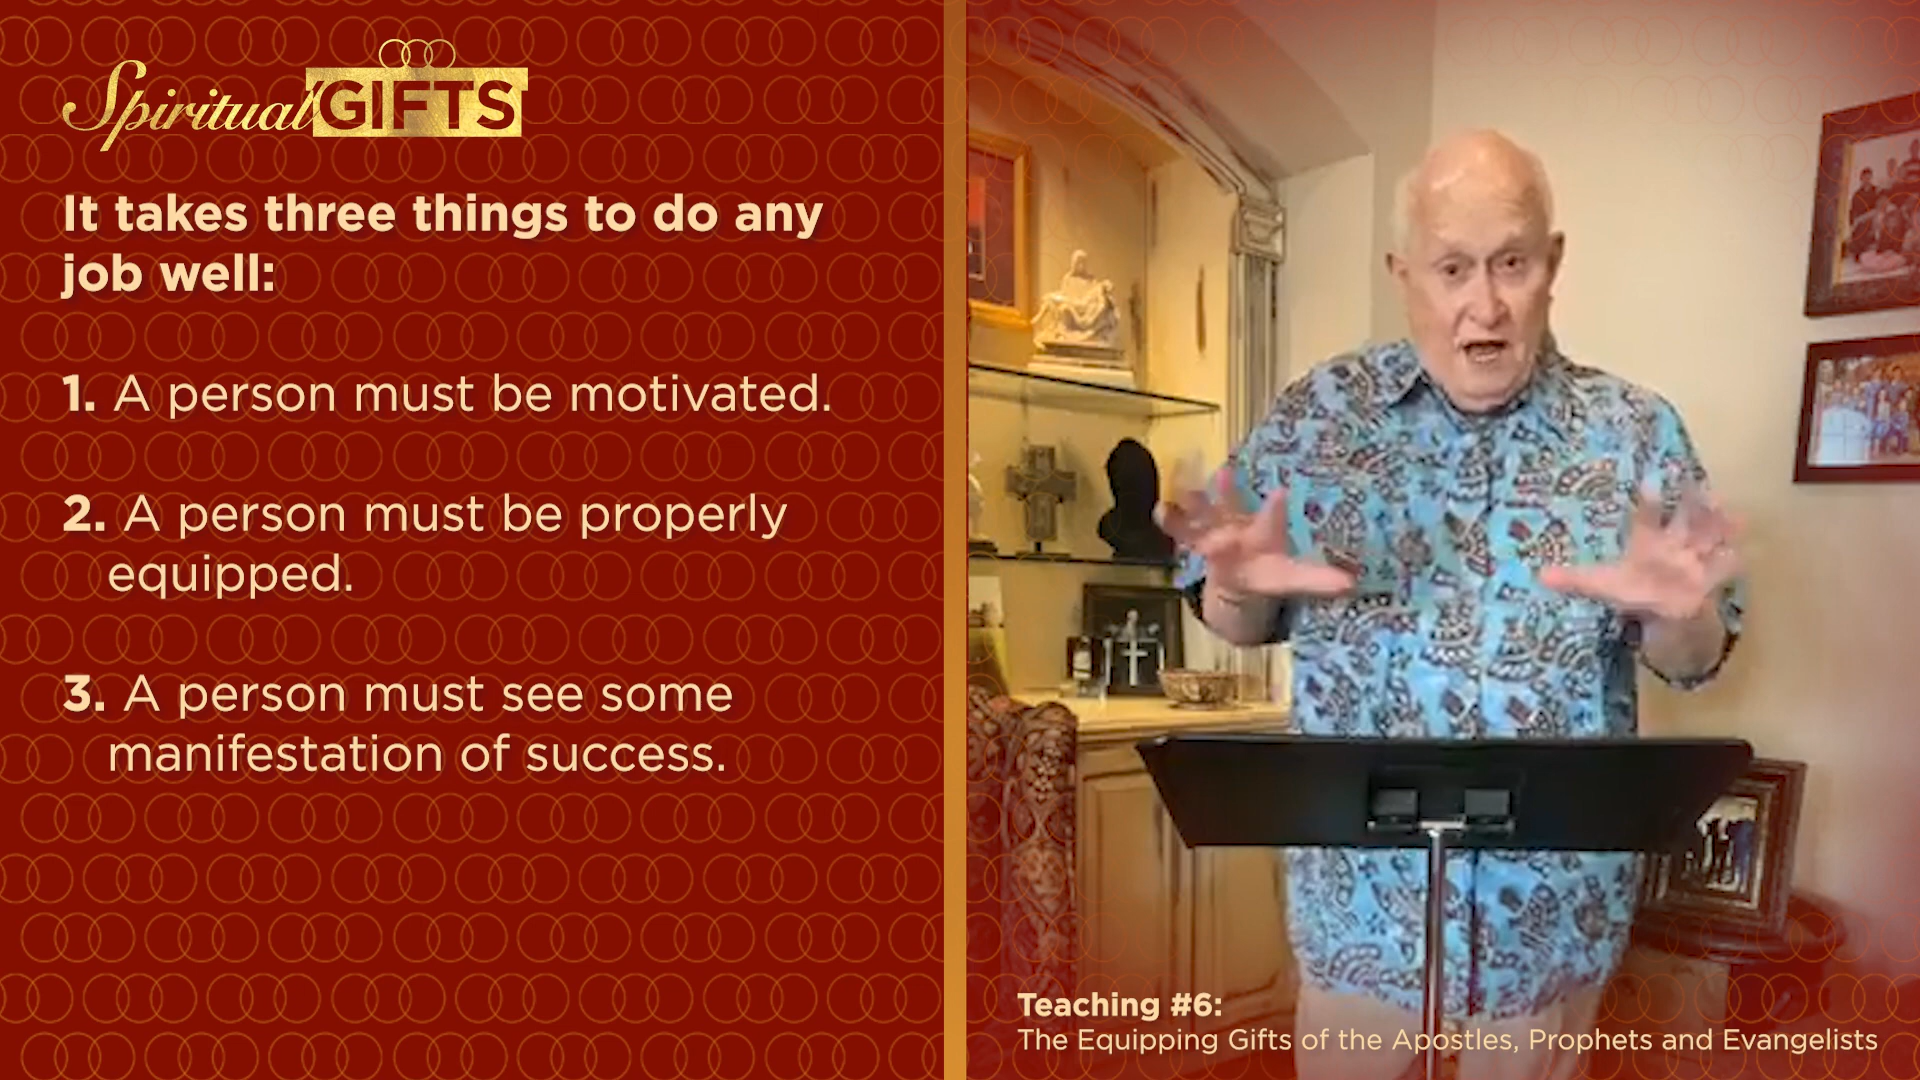 Spiritual GIFTS
It takes three things to do any
job well:
1. A person must be motivated.
2. A person must be properly
equipped.
3. A person must see some
manifestation of success.
Teaching #6:
The Equipping Gifts of the Apostles, Prophets and Evangelists